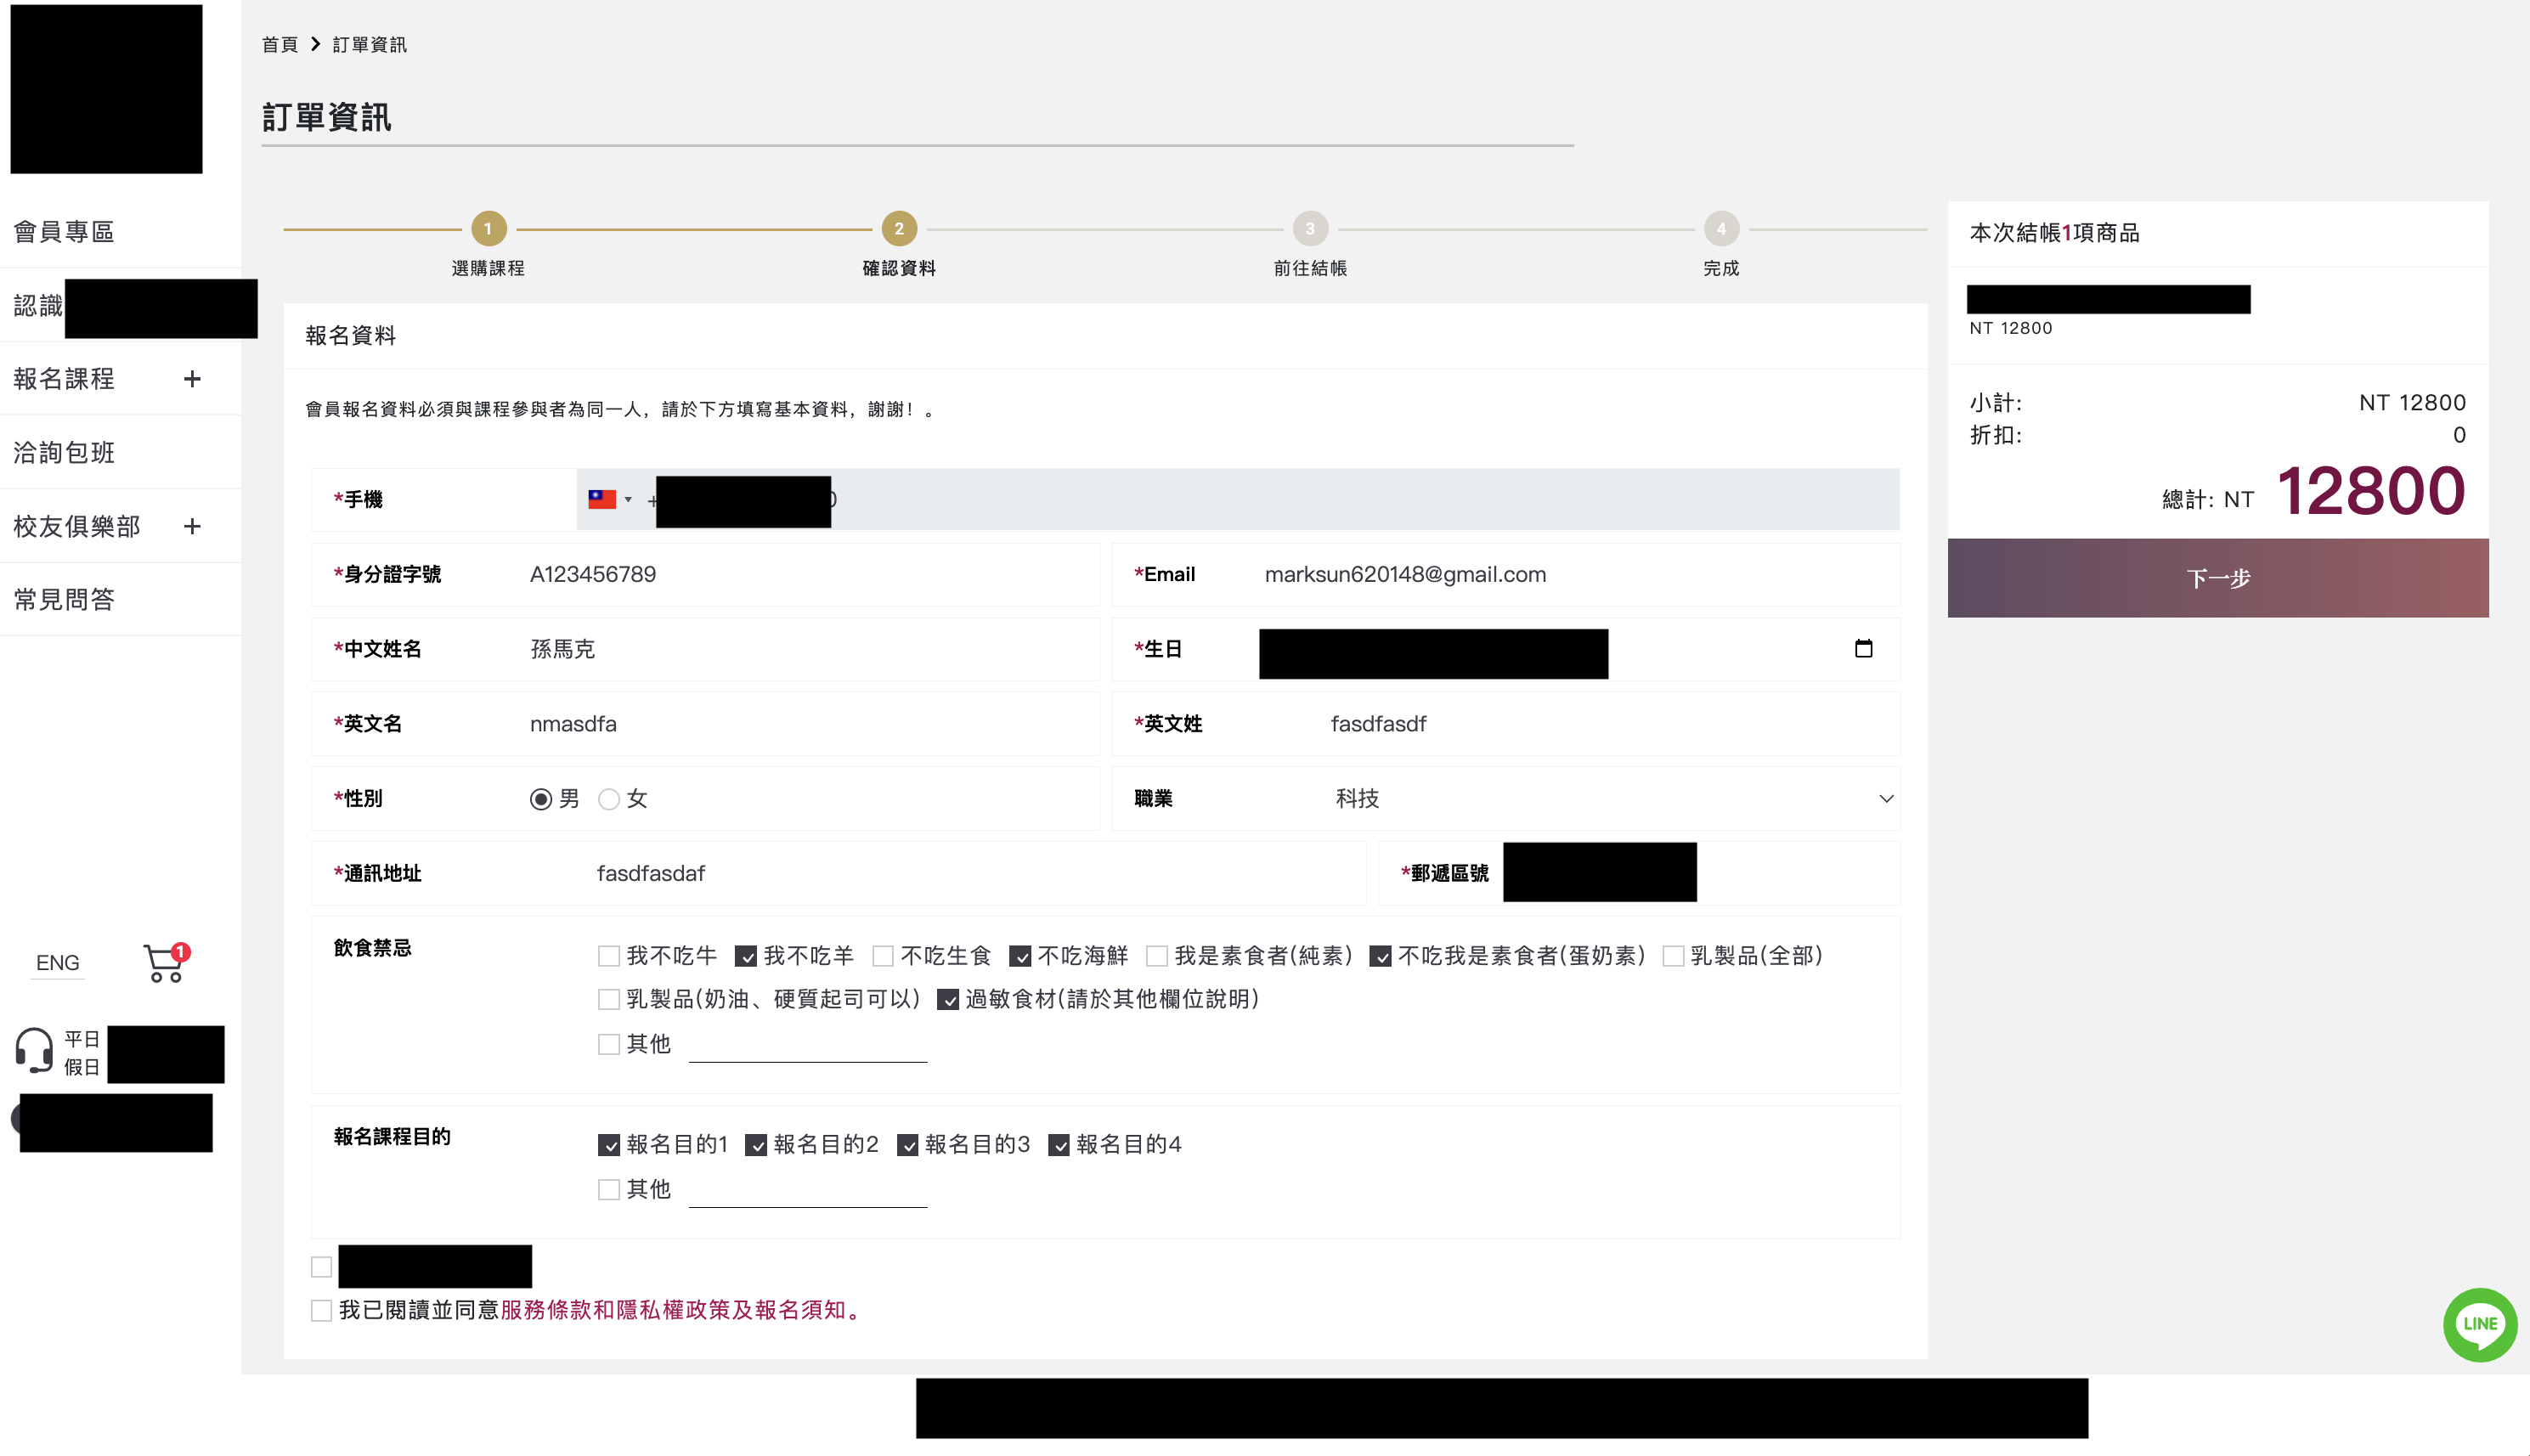 首頁 > 訂單資訊
訂單資訊
會員專區
認識
報名課程 +
洽詢包班
校友俱樂部 +
常見問答
ENG
1
平日
假日
1
選購課程
2
確認資料
3
前往結帳
4
完成
報名資料
會員報名資料必須與課程參與者為同一人，請於下方填寫基本資料，謝謝！。
*手機 +
*身分證字號 A123456789
*Email marksun620148@gmail.com
*中文姓名 孫馬克
*生日
*英文名 nmasdfa
*英文姓 fasdfasdf
*性別 男 女
職業 科技
*通訊地址 fasdfasdaf
*郵遞區號
飲食禁忌 我不吃牛 我不吃羊 不吃生食 不吃海鮮 我是素食者(純素) 不吃我是素食者(蛋奶素) 乳製品(全部)
乳製品(奶油、硬質起司可以) 過敏食材(請於其他欄位說明)
其他
報名課程目的 報名目的1 報名目的2 報名目的3 報名目的4
其他
我已閱讀並同意服務條款和隱私權政策及報名須知。
本次結帳1項商品
NT 12800
小計: NT 12800
折扣: 0
總計: NT 12800
下一步
LINE